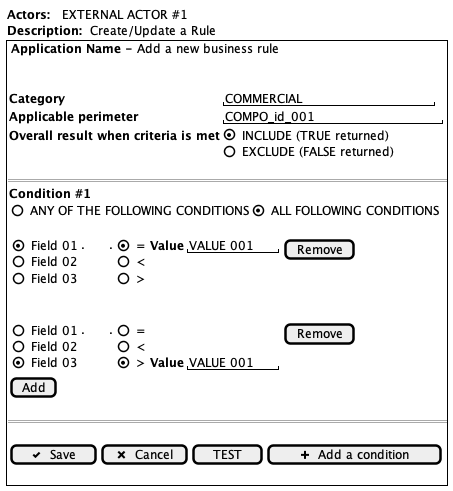 Actors: EXTERNAL ACTOR #1
Description: Create/Update a Rule
Application Name – Add a new business rule
Category COMMERCIAL
Applicable perimeter COMPO_id_001
Overall result when criteria is met INCLUDE (TRUE returned)
EXCLUDE (FALSE returned)
Condition #1
ANY OF THE FOLLOWING CONDITIONS ALL FOLLOWING CONDITIONS
Field 01 . . = Value VALUE 001 Remove
Field 02 <
Field 03 >
Field 01 . . = Remove
Field 02 <
Field 03 > Value VALUE 001
Add
Save Cancel TEST + Add a condition